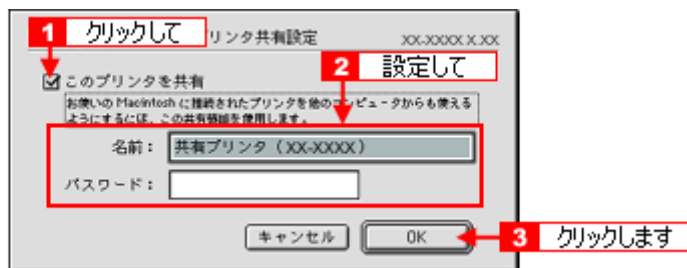 1 クリックして
リンタ共有設定 XX-XXXX X.XX
2 設定して
このプリンタを共有
お使いの Macintosh に接続されたプリンタを他のコンピュータからも使える
ようにするには、この共有機能を使用します。
名前： 共有プリンタ（XX-XXXX）
パスワード：
キャンセル OK
3 クリックします